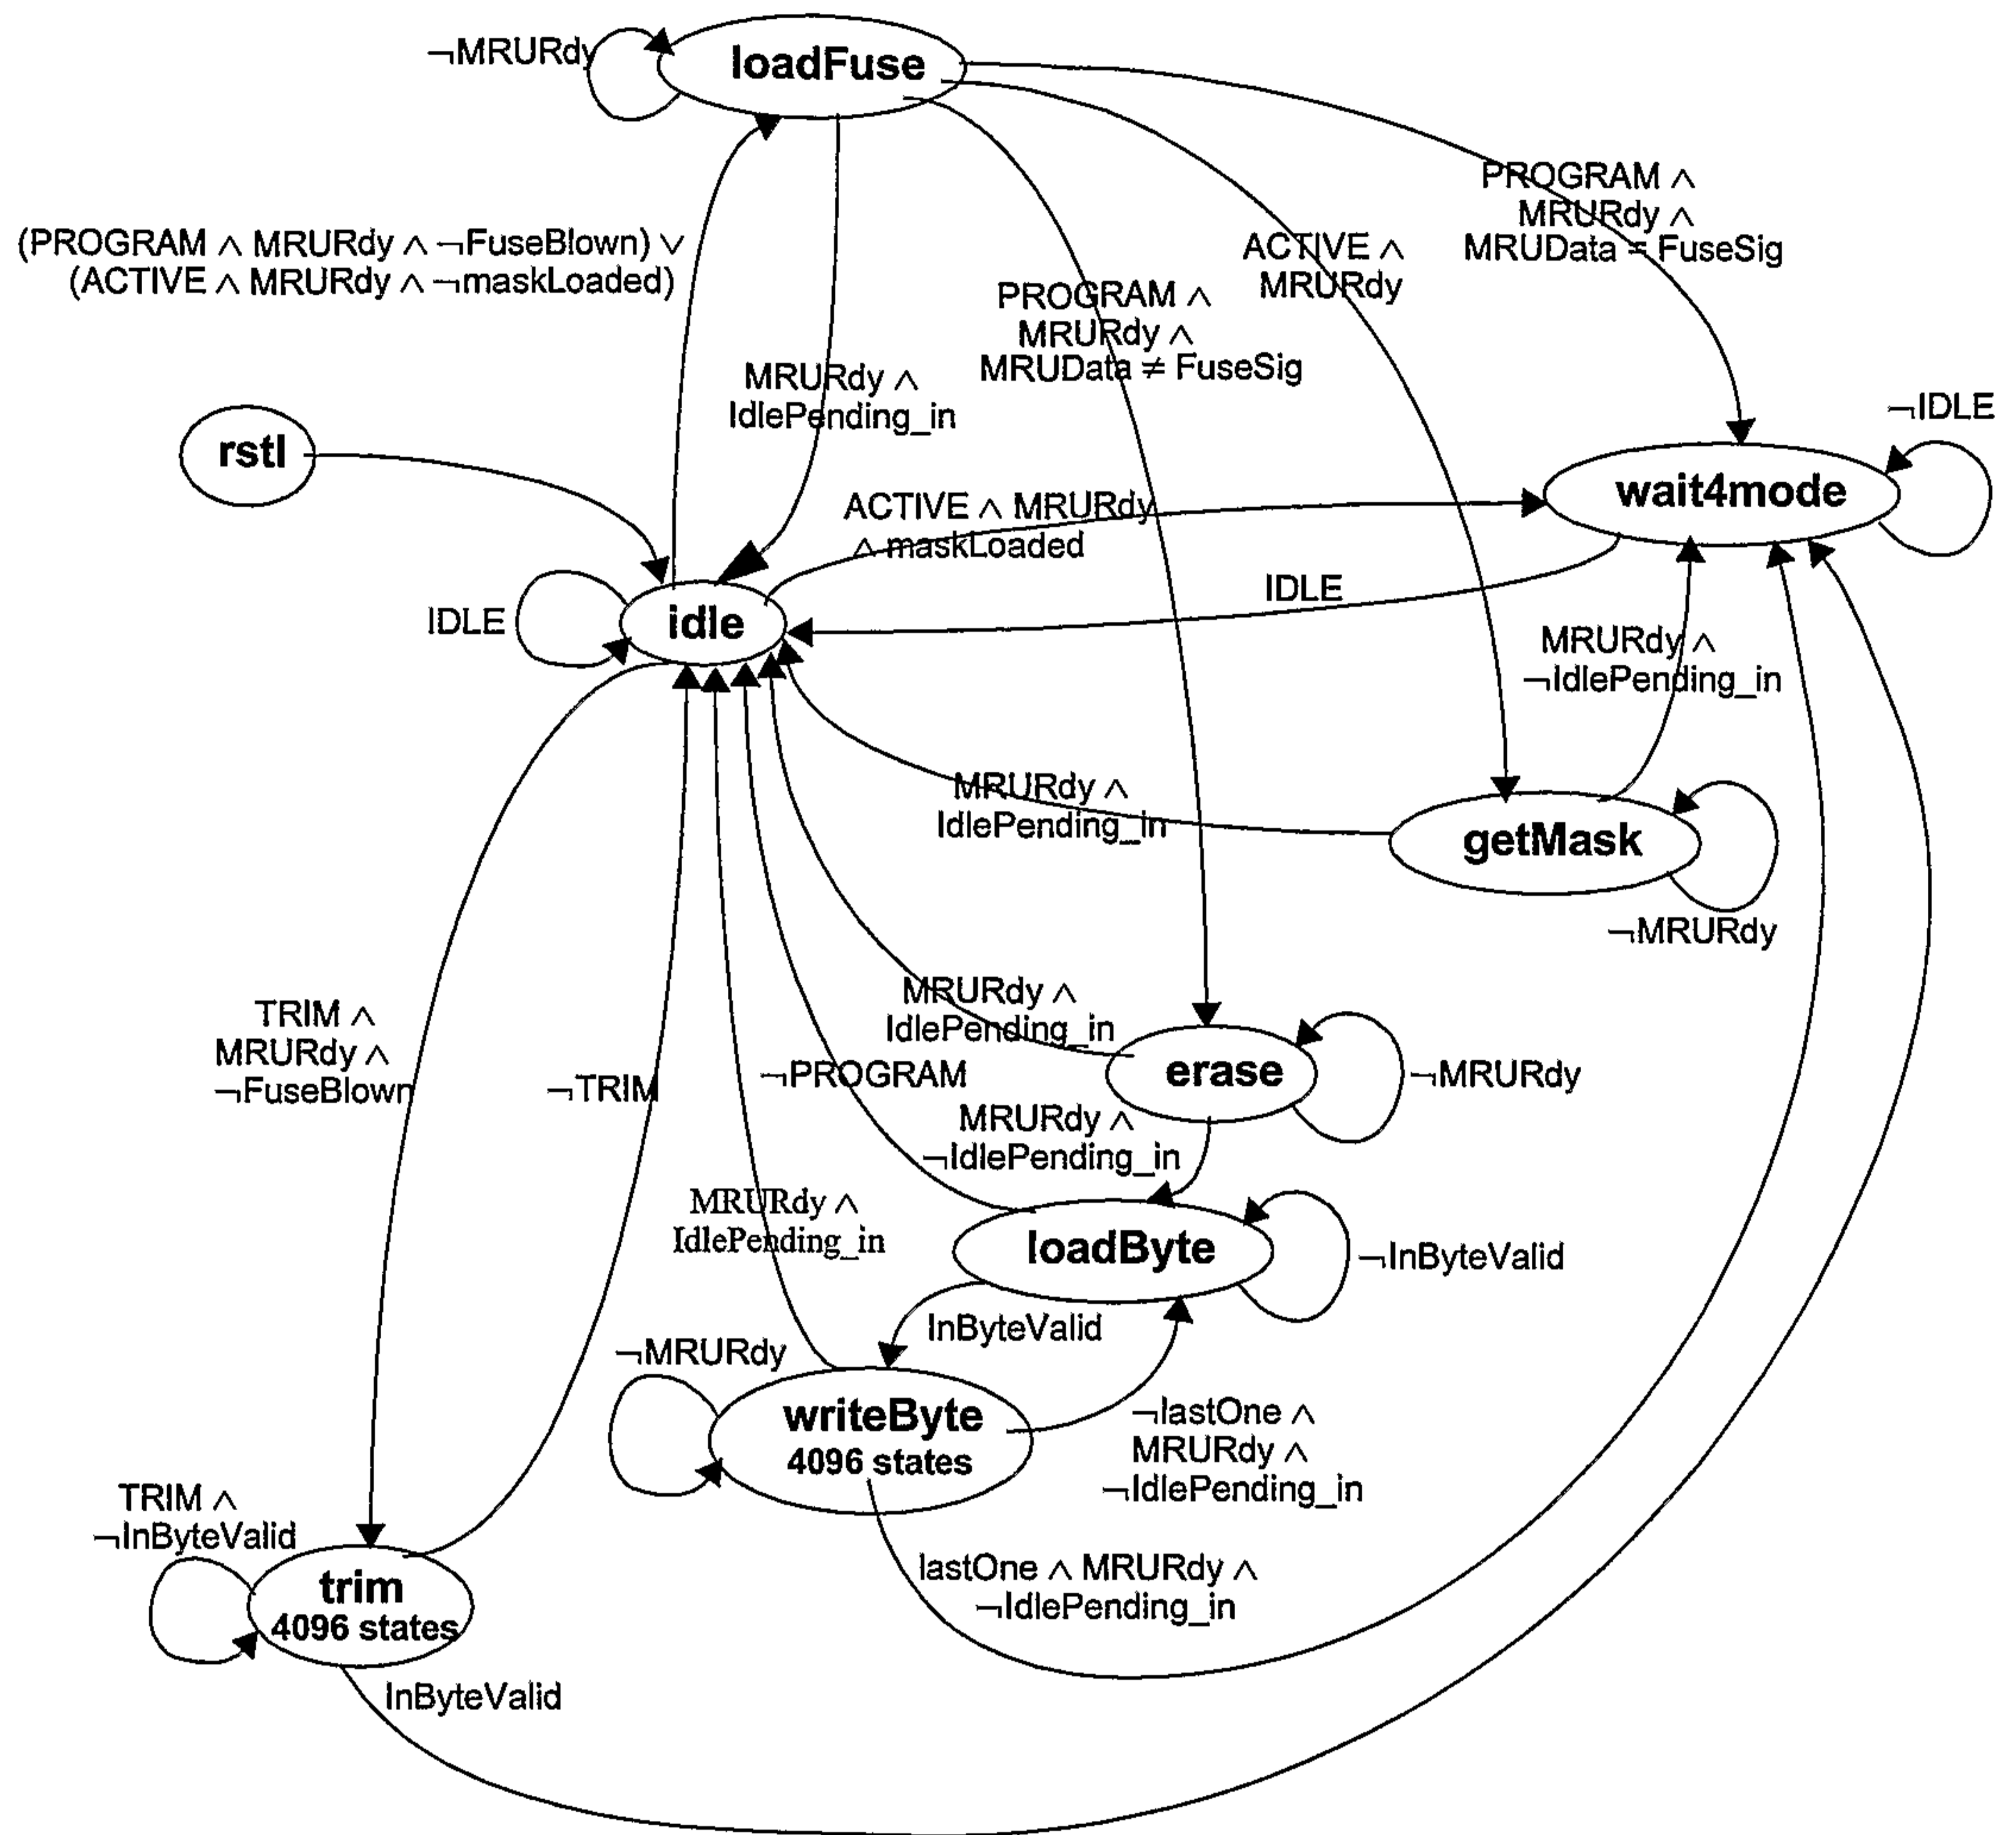 ¬MRURdy
loadFuse
PROGRAM ∧
MRURdy ∧
MRUData = FuseSig
(PROGRAM ∧ MRURdy ∧ ¬FuseBlown) ∨
(ACTIVE ∧ MRURdy ∧ ¬maskLoaded)
ACTIVE ∧
MRURdy
PROGRAM ∧
MRURdy ∧
MRUData ≠ FuseSig
MRURdy ∧
IdlePending_in
¬IDLE
rstl
wait4mode
ACTIVE ∧ MRURdy
∧ maskLoaded
IDLE
IDLE
idle
MRURdy ∧
¬IdlePending_in
MRURdy ∧
IdlePending_in
getMask
¬MRURdy
MRURdy ∧
IdlePending_in
TRIM ∧
MRURdy ∧
¬FuseBlown
¬TRIM
¬PROGRAM
erase
¬MRURdy
MRURdy ∧
¬IdlePending_in
MRURdy ∧
IdlePending_in
loadByte
¬InByteValid
InByteValid
¬MRURdy
writeByte
4096 states
¬lastOne ∧
MRURdy ∧
¬IdlePending_in
TRIM ∧
¬InByteValid
lastOne ∧ MRURdy ∧
¬IdlePending_in
trim
4096 states
InByteValid